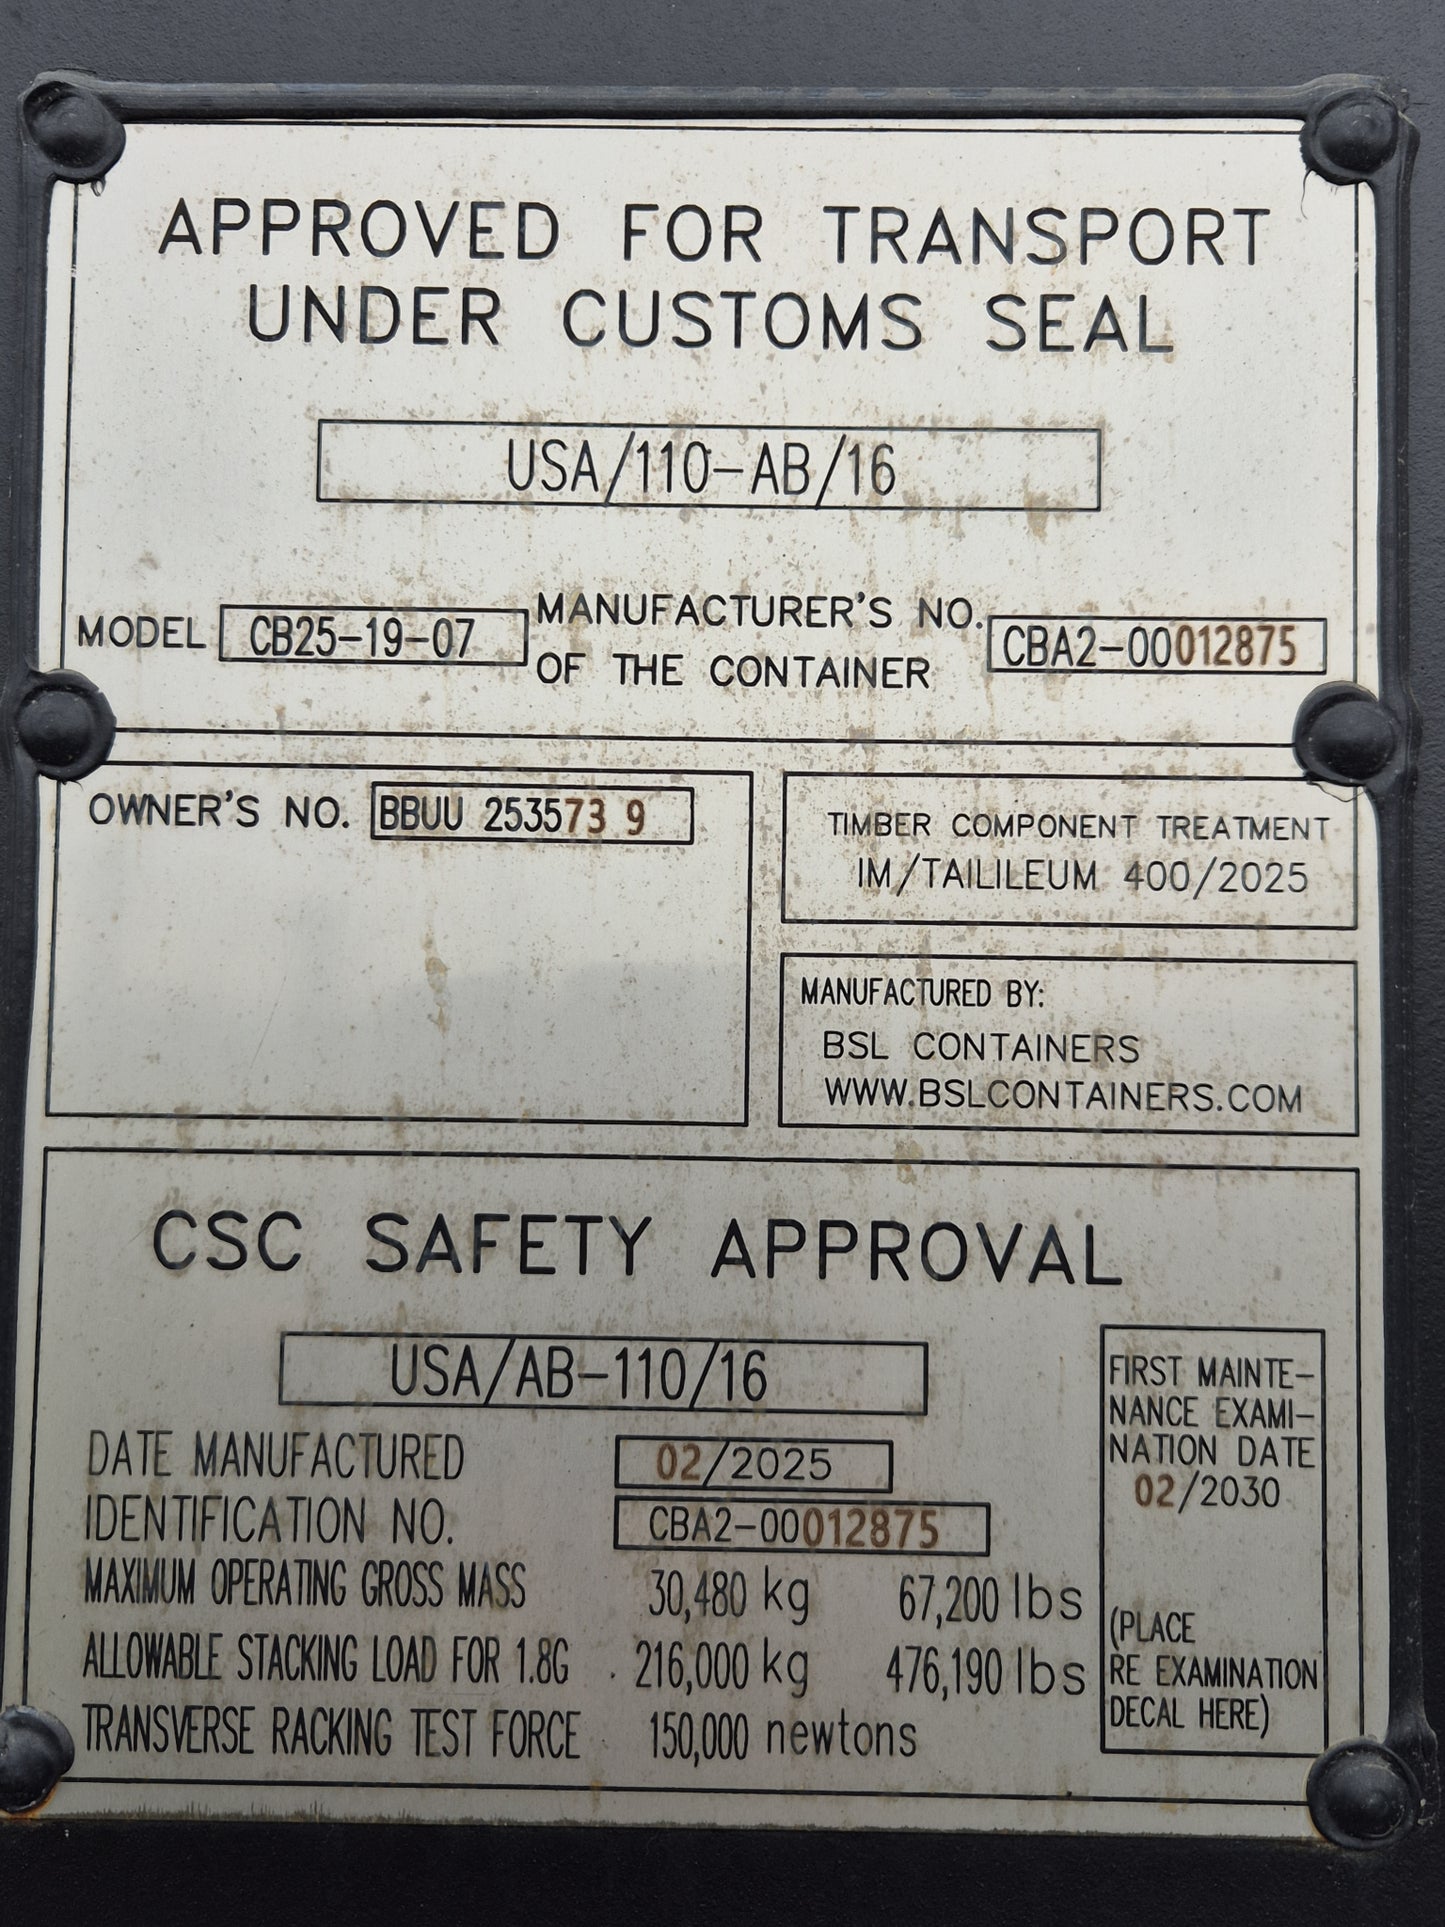 APPROVED FOR TRANSPORT
UNDER CUSTOMS SEAL
USA/110-AB/16
MODEL CB25-19-07
MANUFACTURER'S NO.
OF THE CONTAINER
CBA2-00012875
OWNER'S NO. BBUU 253573 9
TIMBER COMPONENT TREATMENT
IM/TAILILEUM 400/2025
MANUFACTURED BY:
BSL CONTAINERS
WWW.BSLCONTAINERS.COM
CSC SAFETY APPROVAL
USA/AB-110/16
DATE MANUFACTURED 02/2025
IDENTIFICATION NO. CBA2-00012875
MAXIMUM OPERATING GROSS MASS 30,480 kg 67,200 lbs
ALLOWABLE STACKING LOAD FOR 1.8G 216,000 kg 476,190 lbs
TRANSVERSE RACKING TEST FORCE 150,000 newtons
FIRST MAINTE-
NANCE EXAMI-
NATION DATE
02/2030
(PLACE
RE EXAMINATION
DECAL HERE)